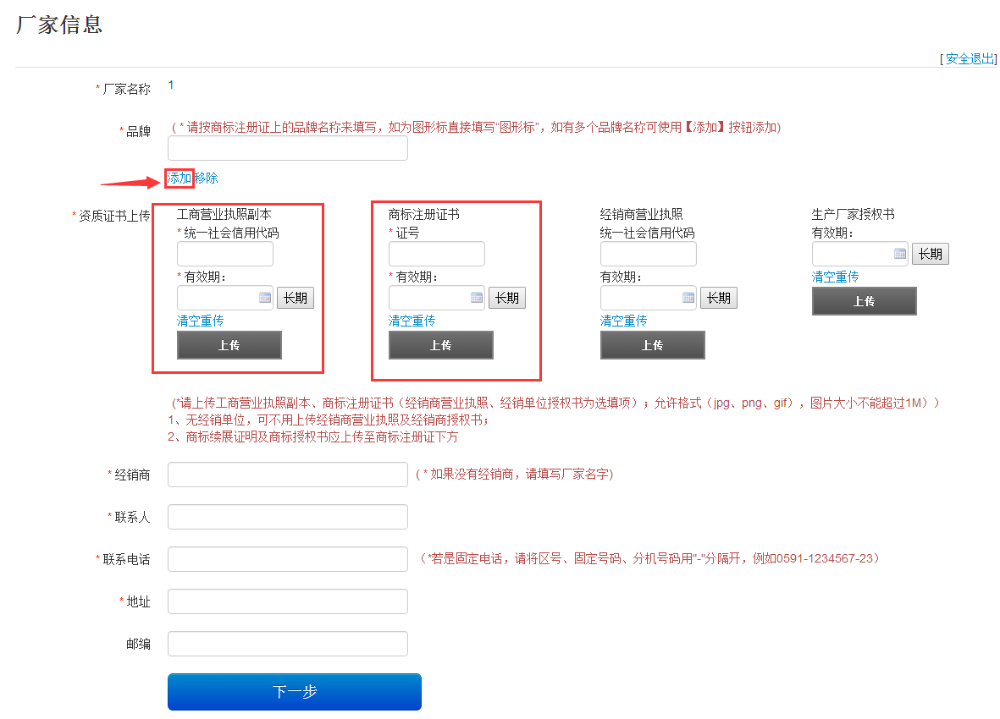 厂家信息
[ 安全退出]
* 厂家名称 1
* 品牌 ( * 请按商标注册证上的品牌名称来填写，如为图形标直接填写“图形标”，如有多个品牌名称可使用【添加】按钮添加)
添加 移除
* 资质证书上传 工商营业执照副本 商标注册证书 经销商营业执照 生产厂家授权书
* 统一社会信用代码 * 证号 统一社会信用代码 有效期：
长期
* 有效期： * 有效期： 有效期： 清空重传
长期 长期 长期 上传
清空重传 清空重传 清空重传
上传 上传 上传
(*请上传工商营业执照副本、商标注册证书（经销商营业执照、经销单位授权书为选填项）；允许格式（jpg、png、gif），图片大小不能超过1M））
1、无经销单位，可不用上传经销商营业执照及经销商授权书；
2、商标续展证明及商标授权书应上传至商标注册证下方
* 经销商 ( * 如果没有经销商，请填写厂家名字)
* 联系人
* 联系电话 （*若是固定电话，请将区号、固定号码、分机号码用"-"分隔开，例如0591-1234567-23）
* 地址
邮编
下一步